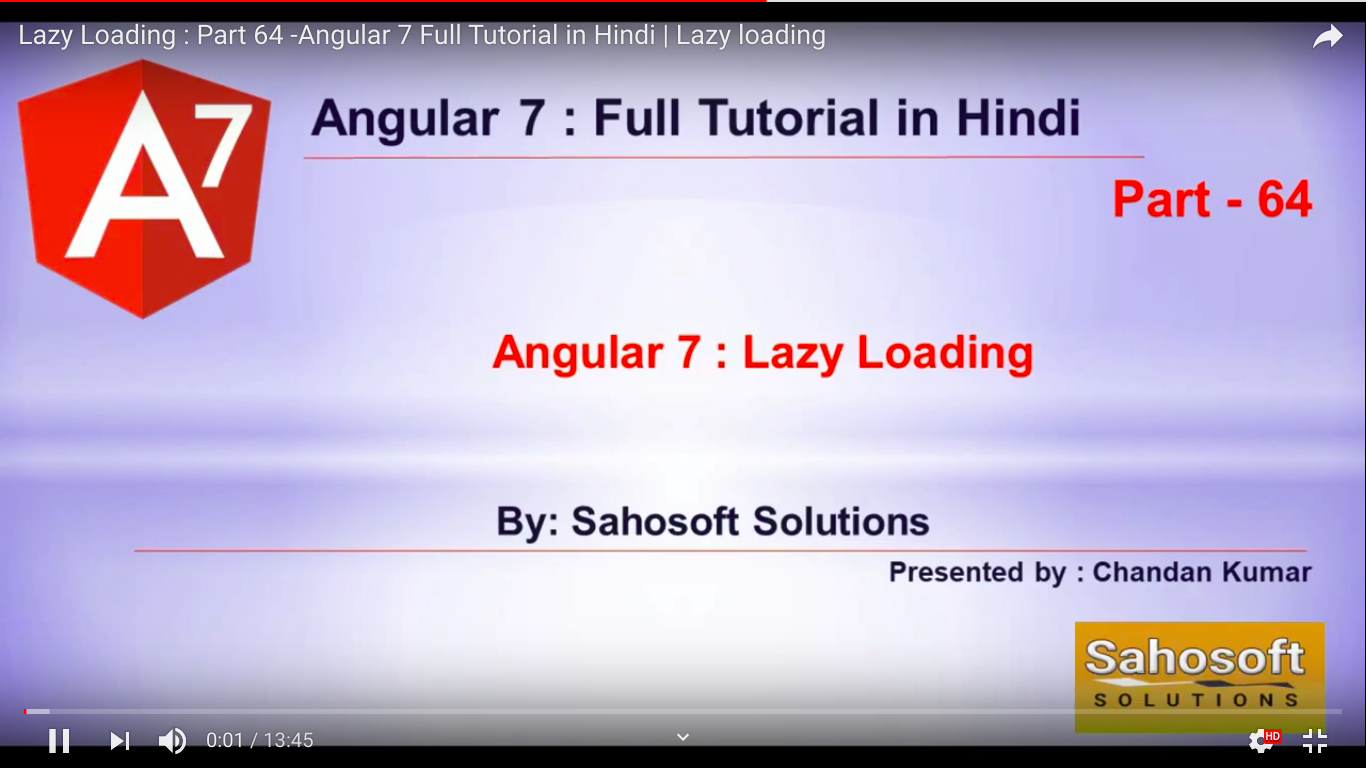 Lazy Loading : Part 64 -Angular 7 Full Tutorial in Hindi | Lazy loading
A7
Angular 7 : Full Tutorial in Hindi
Part - 64
Angular 7 : Lazy Loading
By: Sahosoft Solutions
Presented by : Chandan Kumar
Sahosoft
SOLUTIONS
0:01 / 13:45
HD